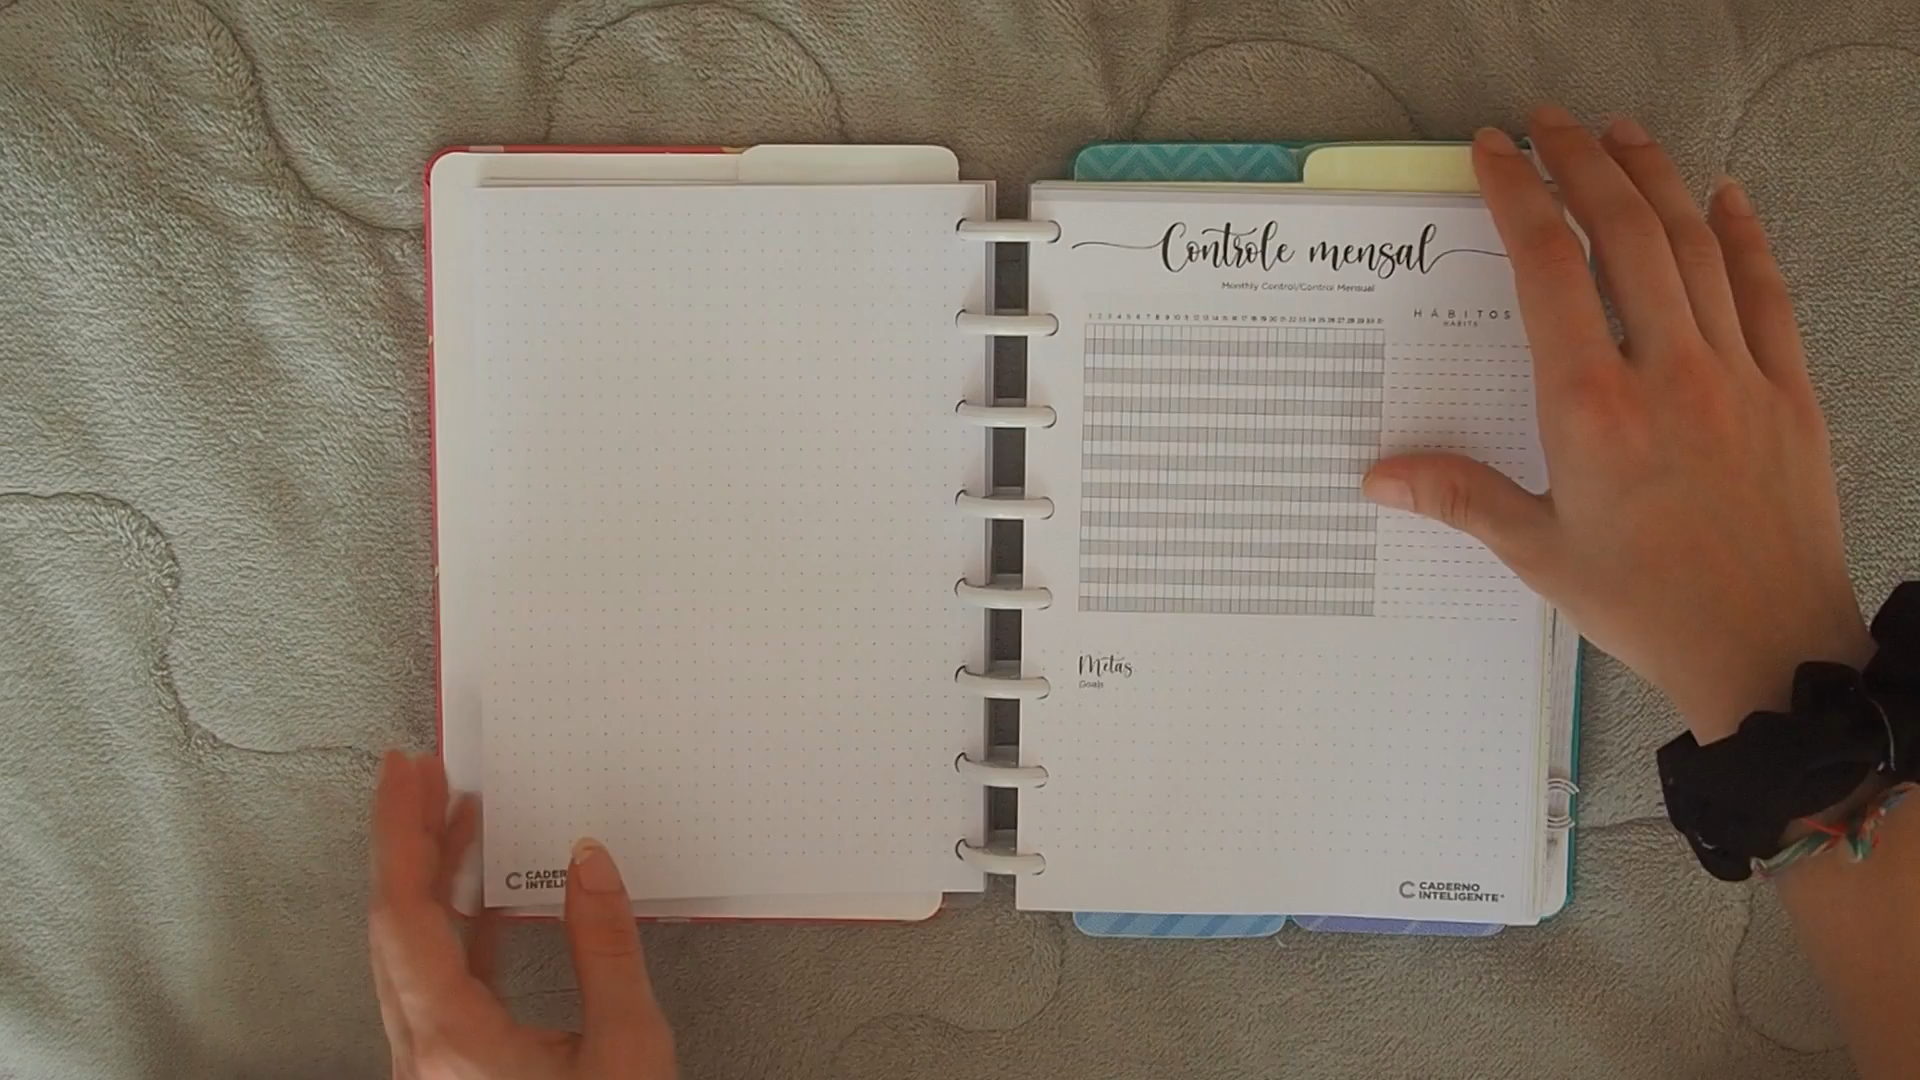 CADER
INTELI
Controle mensal
Monthly Control/Control Mensual
1 2 3 4 5 6 7 8 9 10 11 12 13 14 15 16 17 18 19 20 21 22 23 24 25 26 27 28 29 30 31
HÁBITOS
HABITS
Metas
Goals
CADERNO
INTELIGENTE